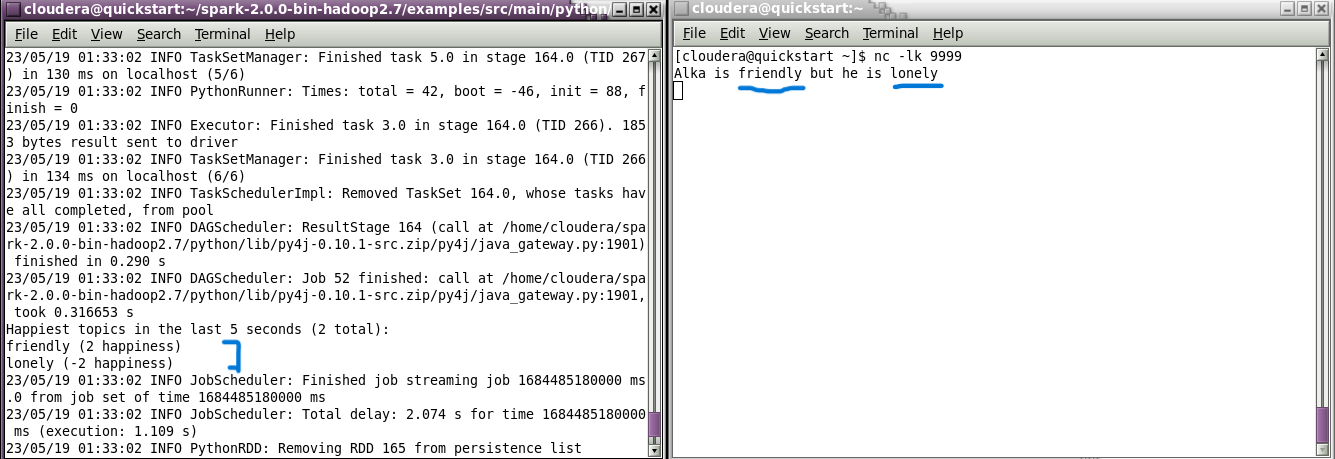 cloudera@quickstart:~/spark-2.0.0-bin-hadoop2.7/examples/src/main/python
File Edit View Search Terminal Help
23/05/19 01:33:02 INFO TaskSetManager: Finished task 5.0 in stage 164.0 (TID 267
) in 130 ms on localhost (5/6)
23/05/19 01:33:02 INFO PythonRunner: Times: total = 42, boot = -46, init = 88, f
inish = 0
23/05/19 01:33:02 INFO Executor: Finished task 3.0 in stage 164.0 (TID 266). 185
3 bytes result sent to driver
23/05/19 01:33:02 INFO TaskSetManager: Finished task 3.0 in stage 164.0 (TID 266
) in 134 ms on localhost (6/6)
23/05/19 01:33:02 INFO TaskSchedulerImpl: Removed TaskSet 164.0, whose tasks hav
e all completed, from pool
23/05/19 01:33:02 INFO DAGScheduler: ResultStage 164 (call at /home/cloudera/spa
rk-2.0.0-bin-hadoop2.7/python/lib/py4j-0.10.1-src.zip/py4j/java_gateway.py:1901)
finished in 0.290 s
23/05/19 01:33:02 INFO DAGScheduler: Job 52 finished: call at /home/cloudera/spa
rk-2.0.0-bin-hadoop2.7/python/lib/py4j-0.10.1-src.zip/py4j/java_gateway.py:1901,
took 0.316653 s
Happiest topics in the last 5 seconds (2 total):
friendly (2 happiness)
lonely (-2 happiness)
23/05/19 01:33:02 INFO JobScheduler: Finished job streaming job 1684485180000 ms
.0 from job set of time 1684485180000 ms
23/05/19 01:33:02 INFO JobScheduler: Total delay: 2.074 s for time 1684485180000
ms (execution: 1.109 s)
23/05/19 01:33:02 INFO PythonRDD: Removing RDD 165 from persistence list
cloudera@quickstart:~
File Edit View Search Terminal Help
[cloudera@quickstart ~]$ nc -lk 9999
Alka is friendly but he is lonely